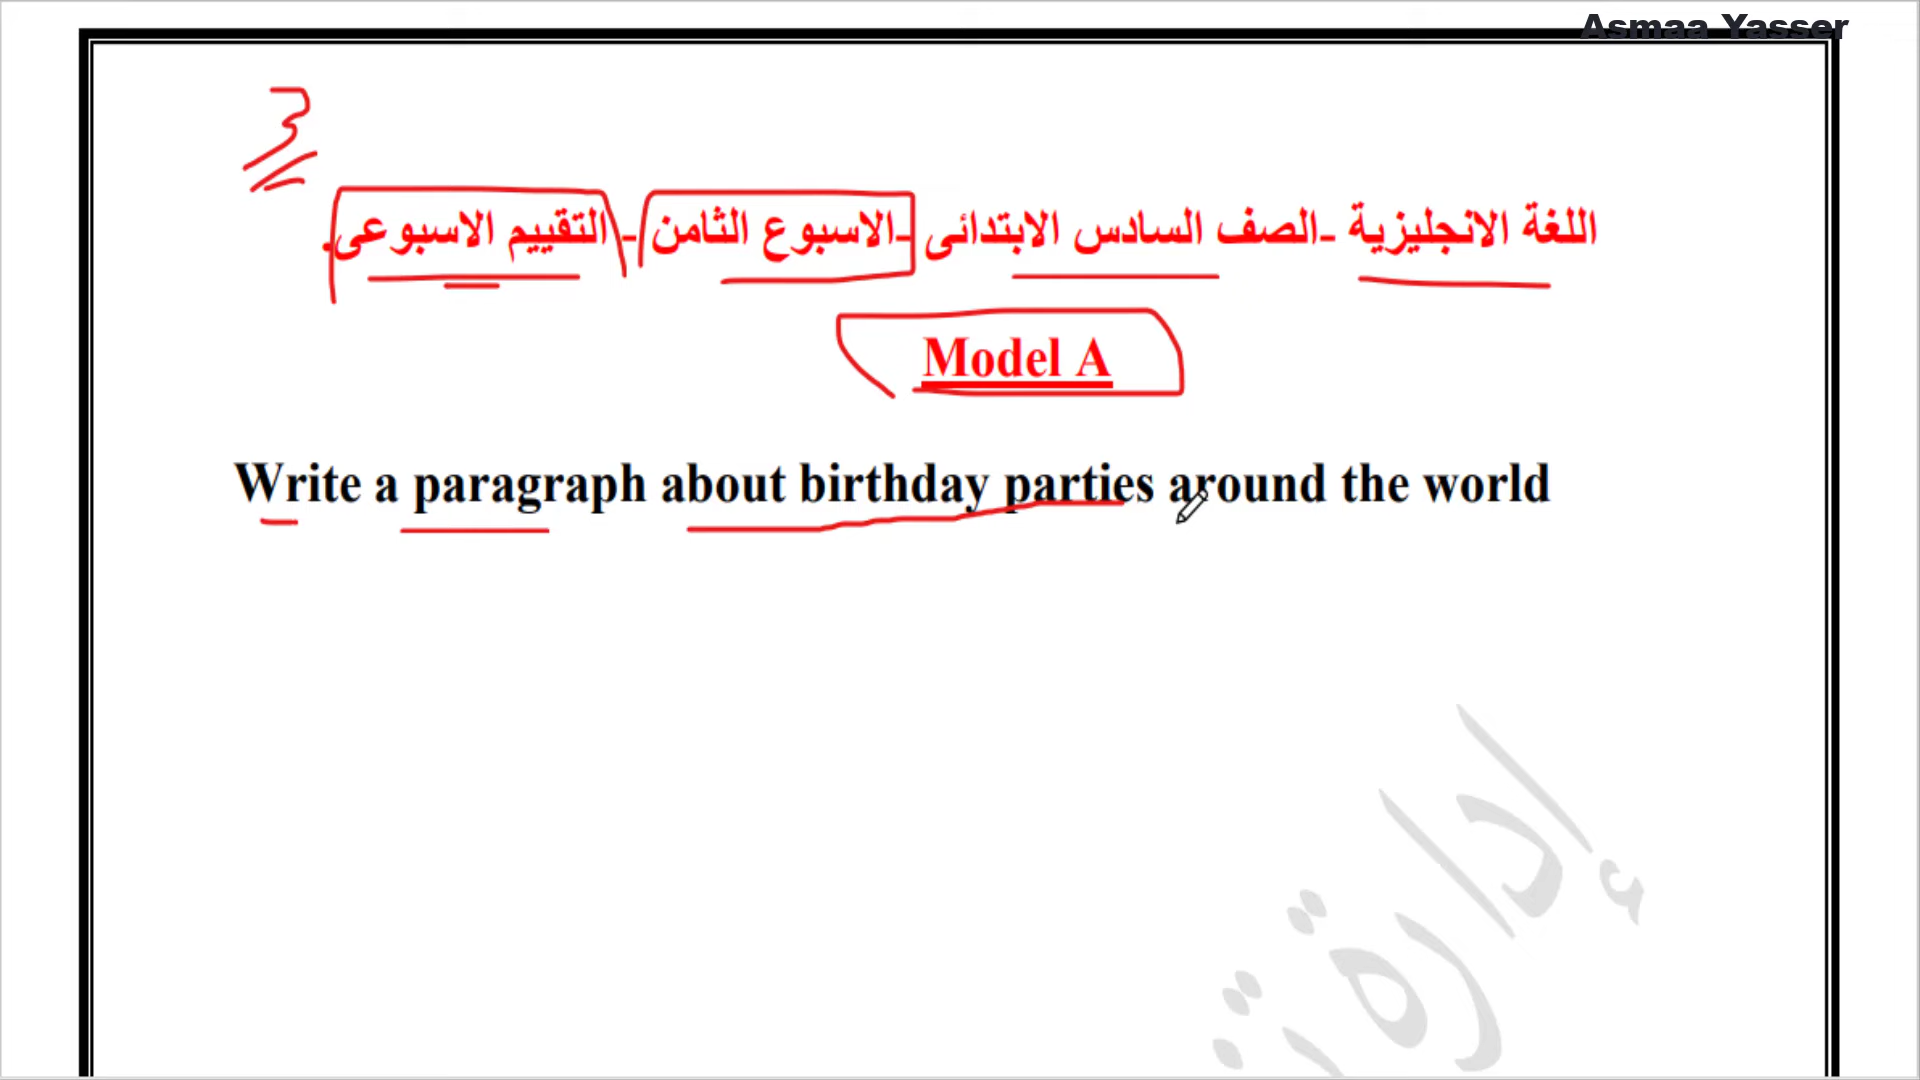 Asmaa Yasser
اللغة الانجليزية -الصف السادس الابتدائى -الاسبوع الثامن - التقييم الاسبوعى.
Model A
Write a paragraph about birthday parties around the world
إدارة